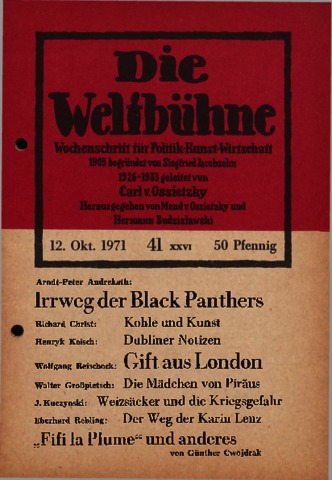 Die
Weltbühne
Wochenschrift für Politik·Kunst·Wirtschaft
1905 begründet von Siegfried Jacobsohn
1926-1933 geleitet von
Carl v. Ossietzky
Herausgegeben von Maud v. Ossietzky und
Hermann Budzislawski
12. Okt. 1971 41 XXVI 50 Pfennig
Arndt-Peter Andrekuth:
Irrweg der Black Panthers
Richard Christ: Kohle und Kunst
Henryk Keisch: Dubliner Notizen
Wolfgang Reischock: Gift aus London
Walter Großpietsch: Die Mädchen von Piräus
J. Kuczynski: Weizsäcker und die Kriegsgefahr
Eberhard Rebling: Der Weg der Karin Lenz
„Fifi la Plume“ und anderes
von Günther Cwojdrak